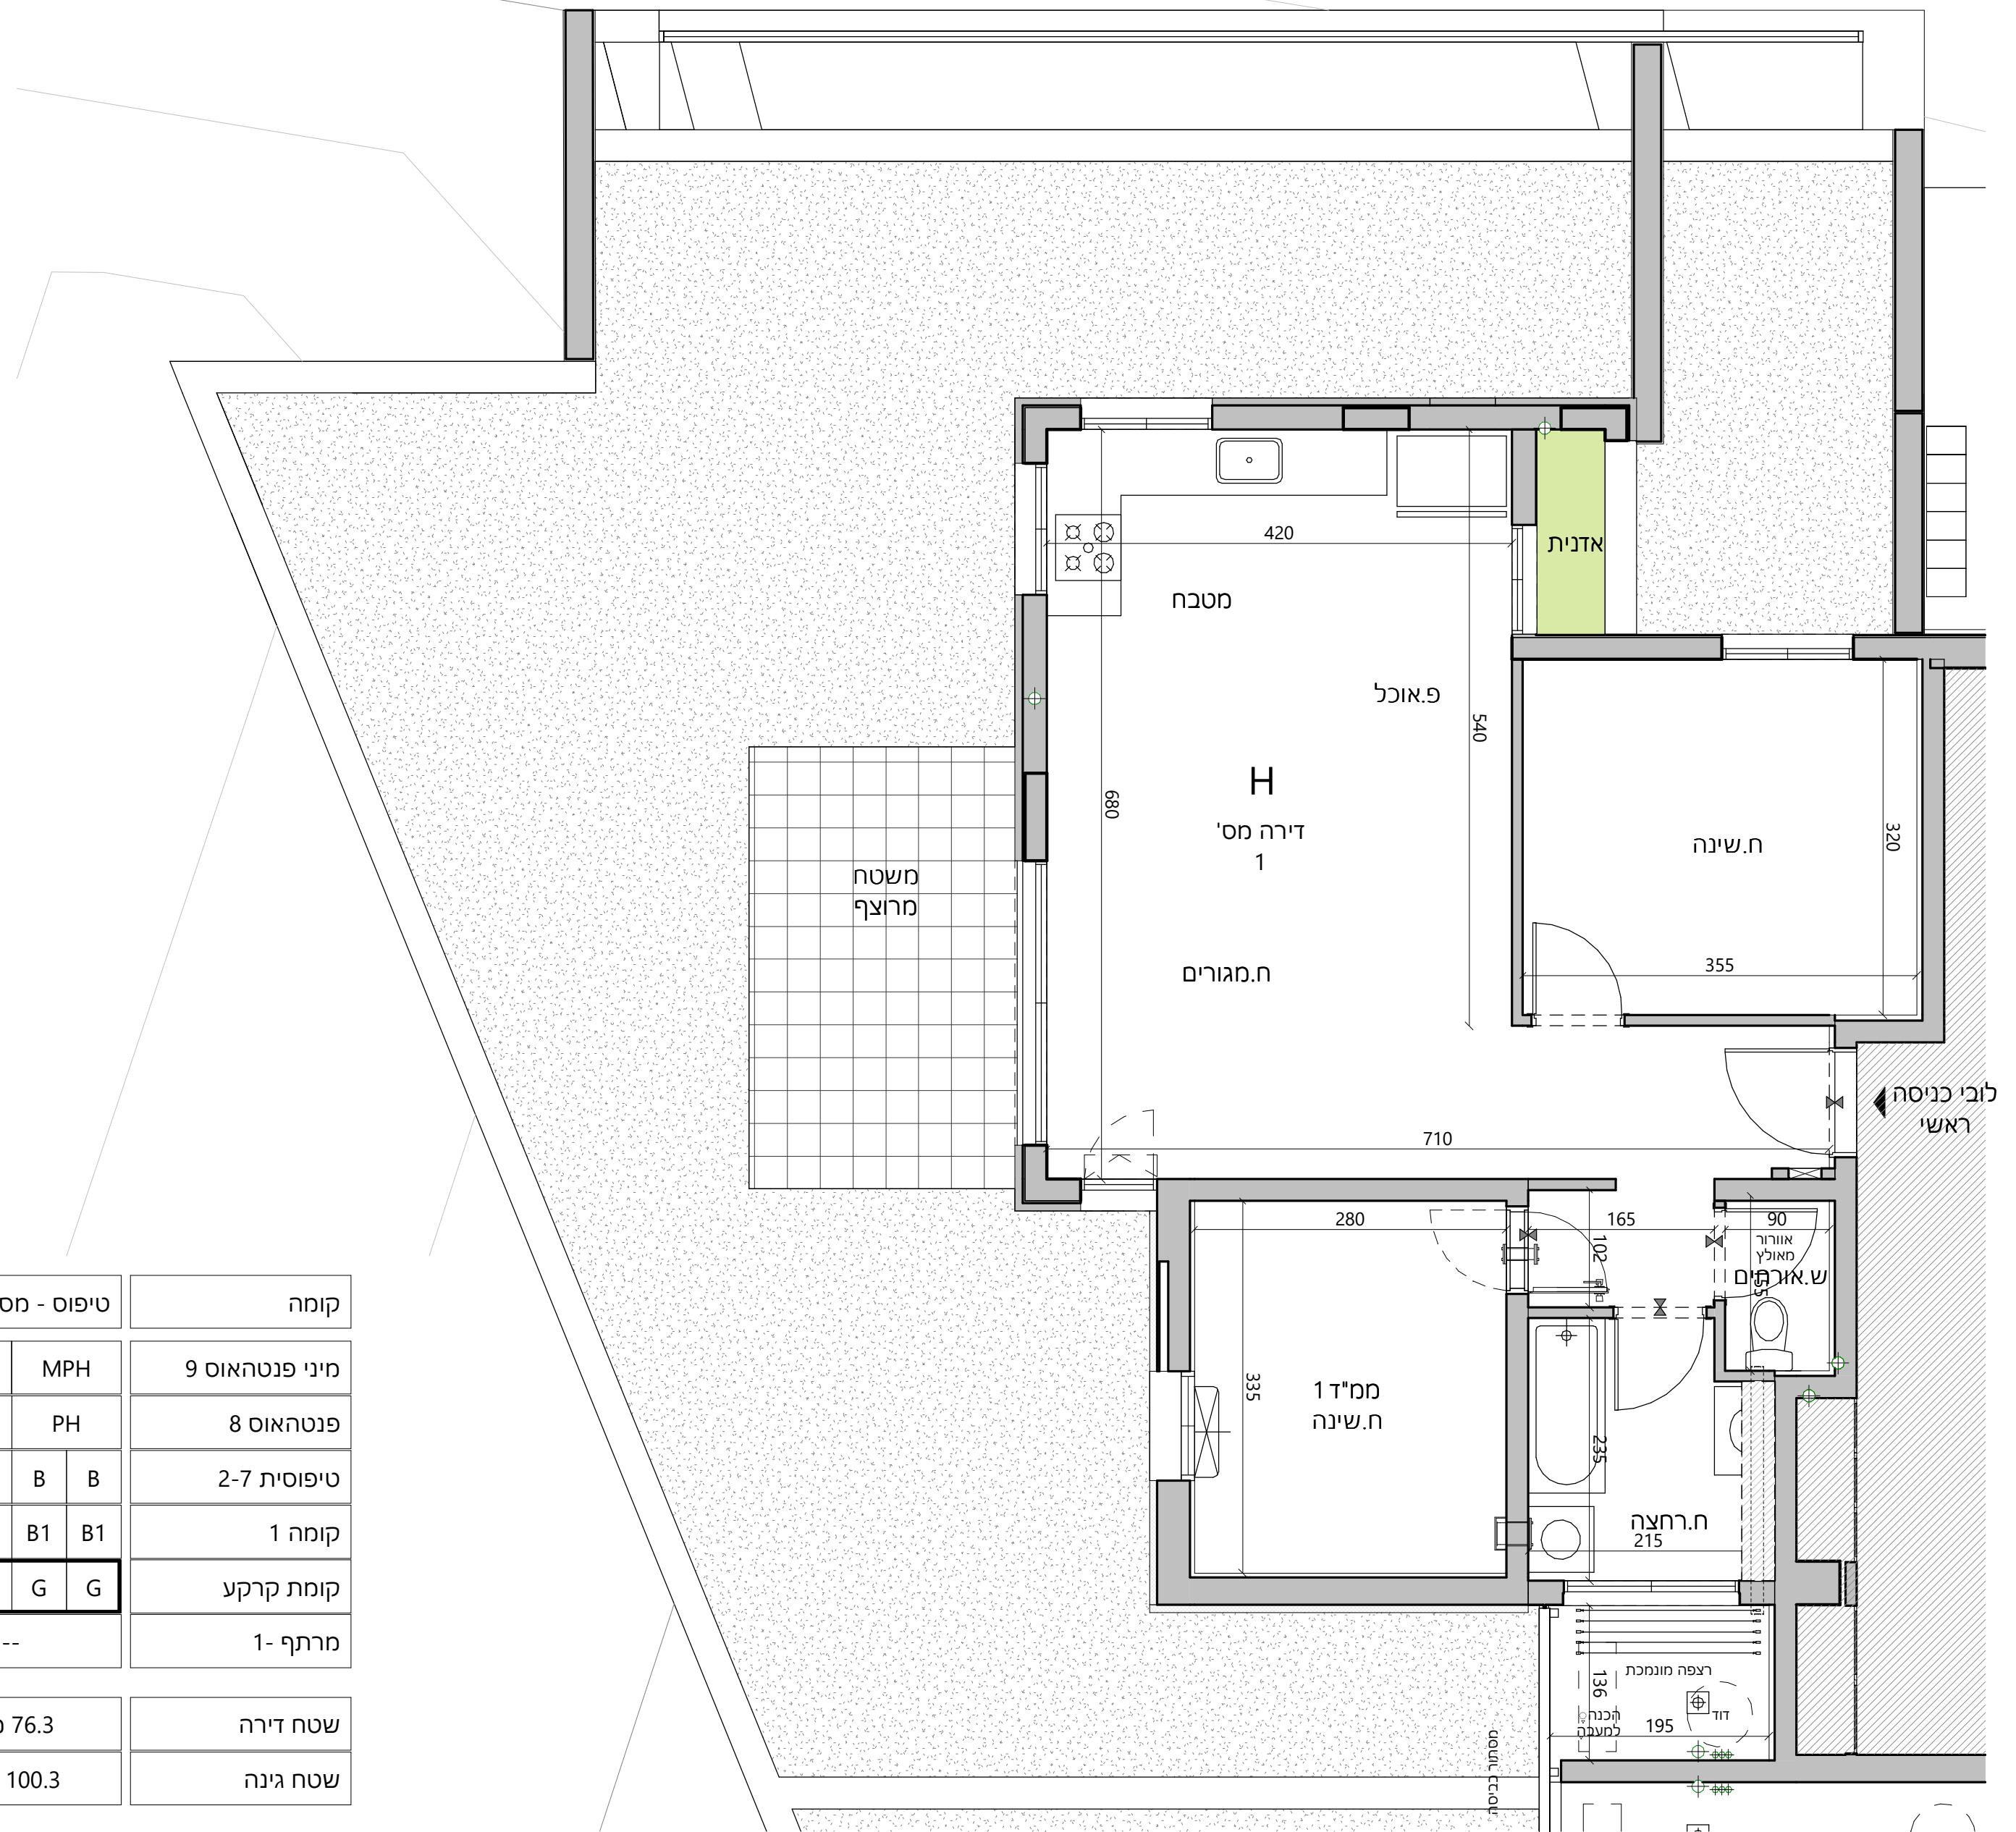 אדנית
420
מטבח
פ.אוכל
540
680
H
דירה מס'
1
320
ח.שינה
משטח
מרוצף
355
ח.מגורים
לובי כניסה
ראשי
710
280
165
90
אוורור
מאולץ
102
ש.אורחים
335
ממ"ד 1
ח.שינה
235
ח.רחצה
215
רצפה מונמכת
136
דוד
הכנה
למעבה
195
מסתור כביסה
קומה
טיפוס - מס
מיני פנטהאוס 9
MPH
פנטהאוס 8
PH
טיפוסית 2-7
B B
קומה 1
B1 B1
קומת קרקע
G G
מרתף -1
--
שטח דירה
76.3
שטח גינה
100.3